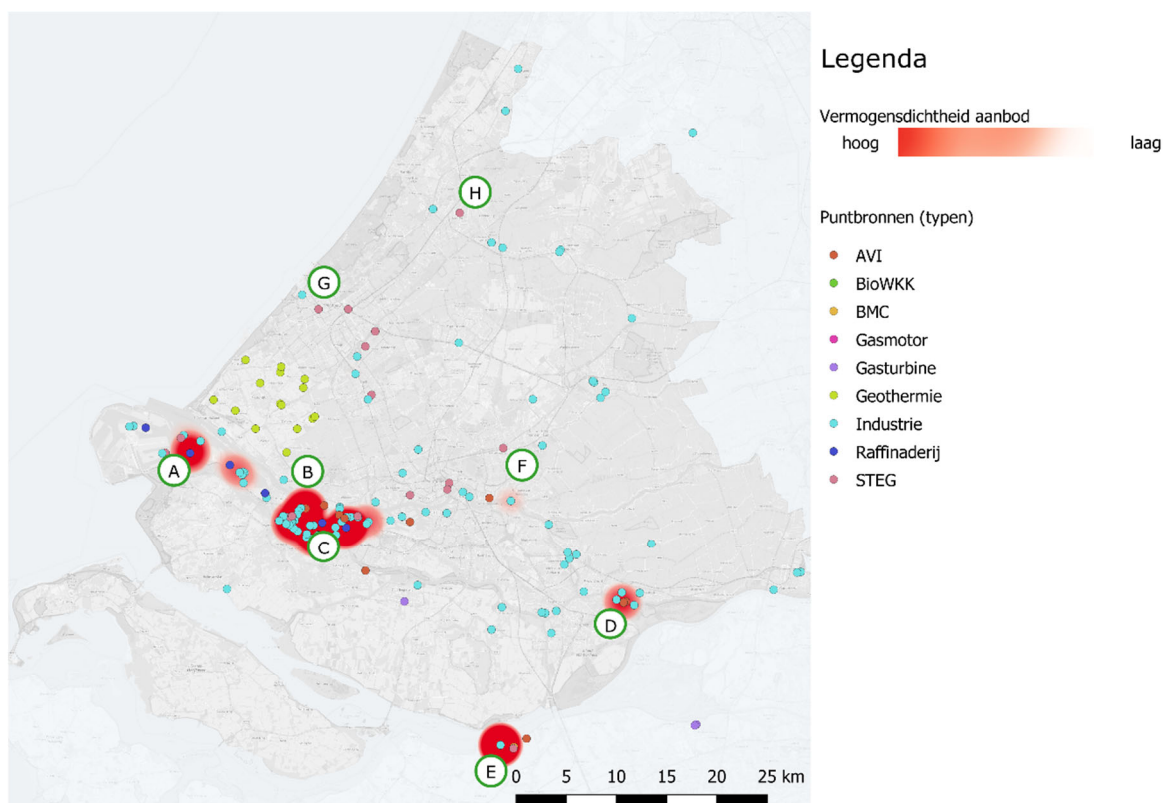 Legenda
Vermogensdichtheid aanbod
hoog laag
Puntbronnen (typen)
AVI
BioWKK
BMC
Gasmotor
Gasturbine
Geothermie
Industrie
Raffinaderij
STEG
H
G
F
B
A
C
D
E
0 5 10 15 20 25 km